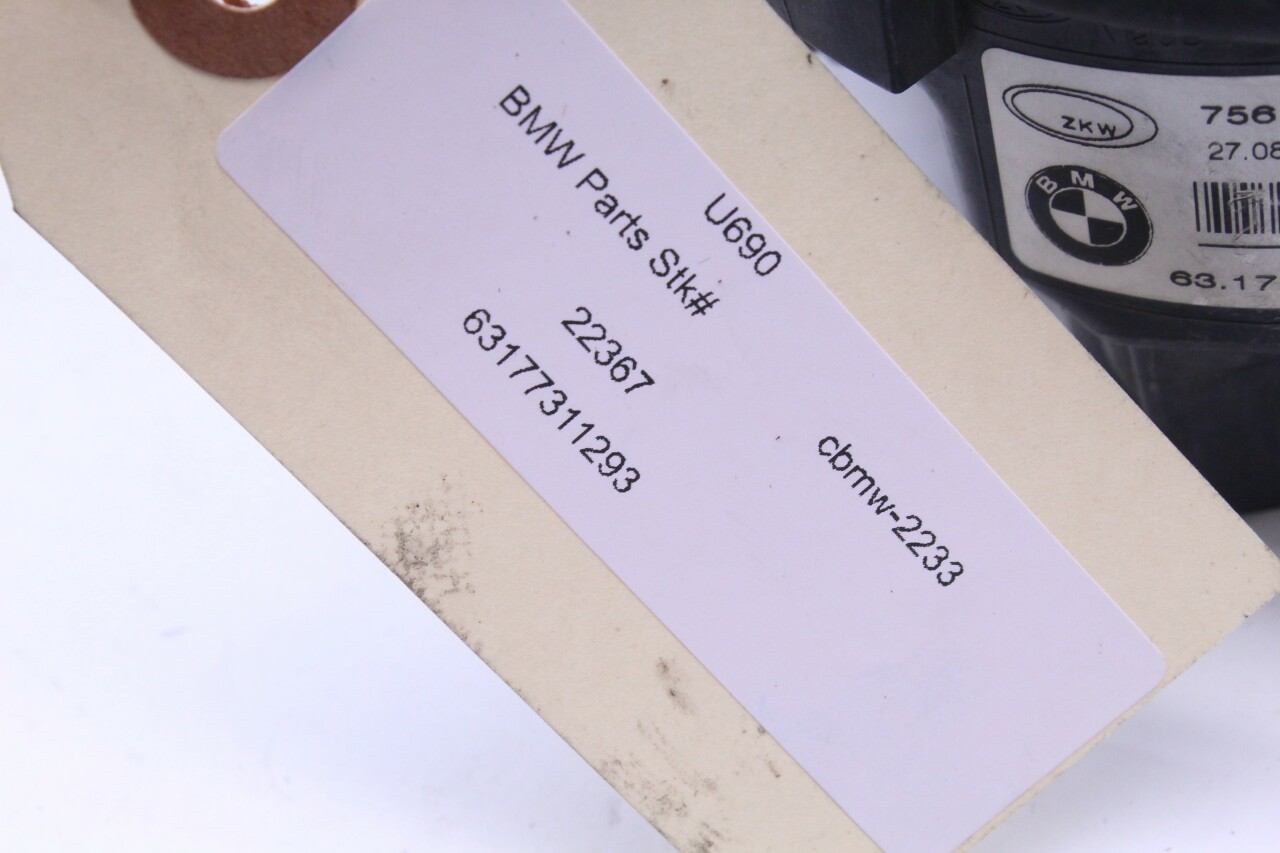 U690
BMW Parts Stk#
22367
63177311293
cbmw-2233
ZKW
BMW
756
27.08
63.17